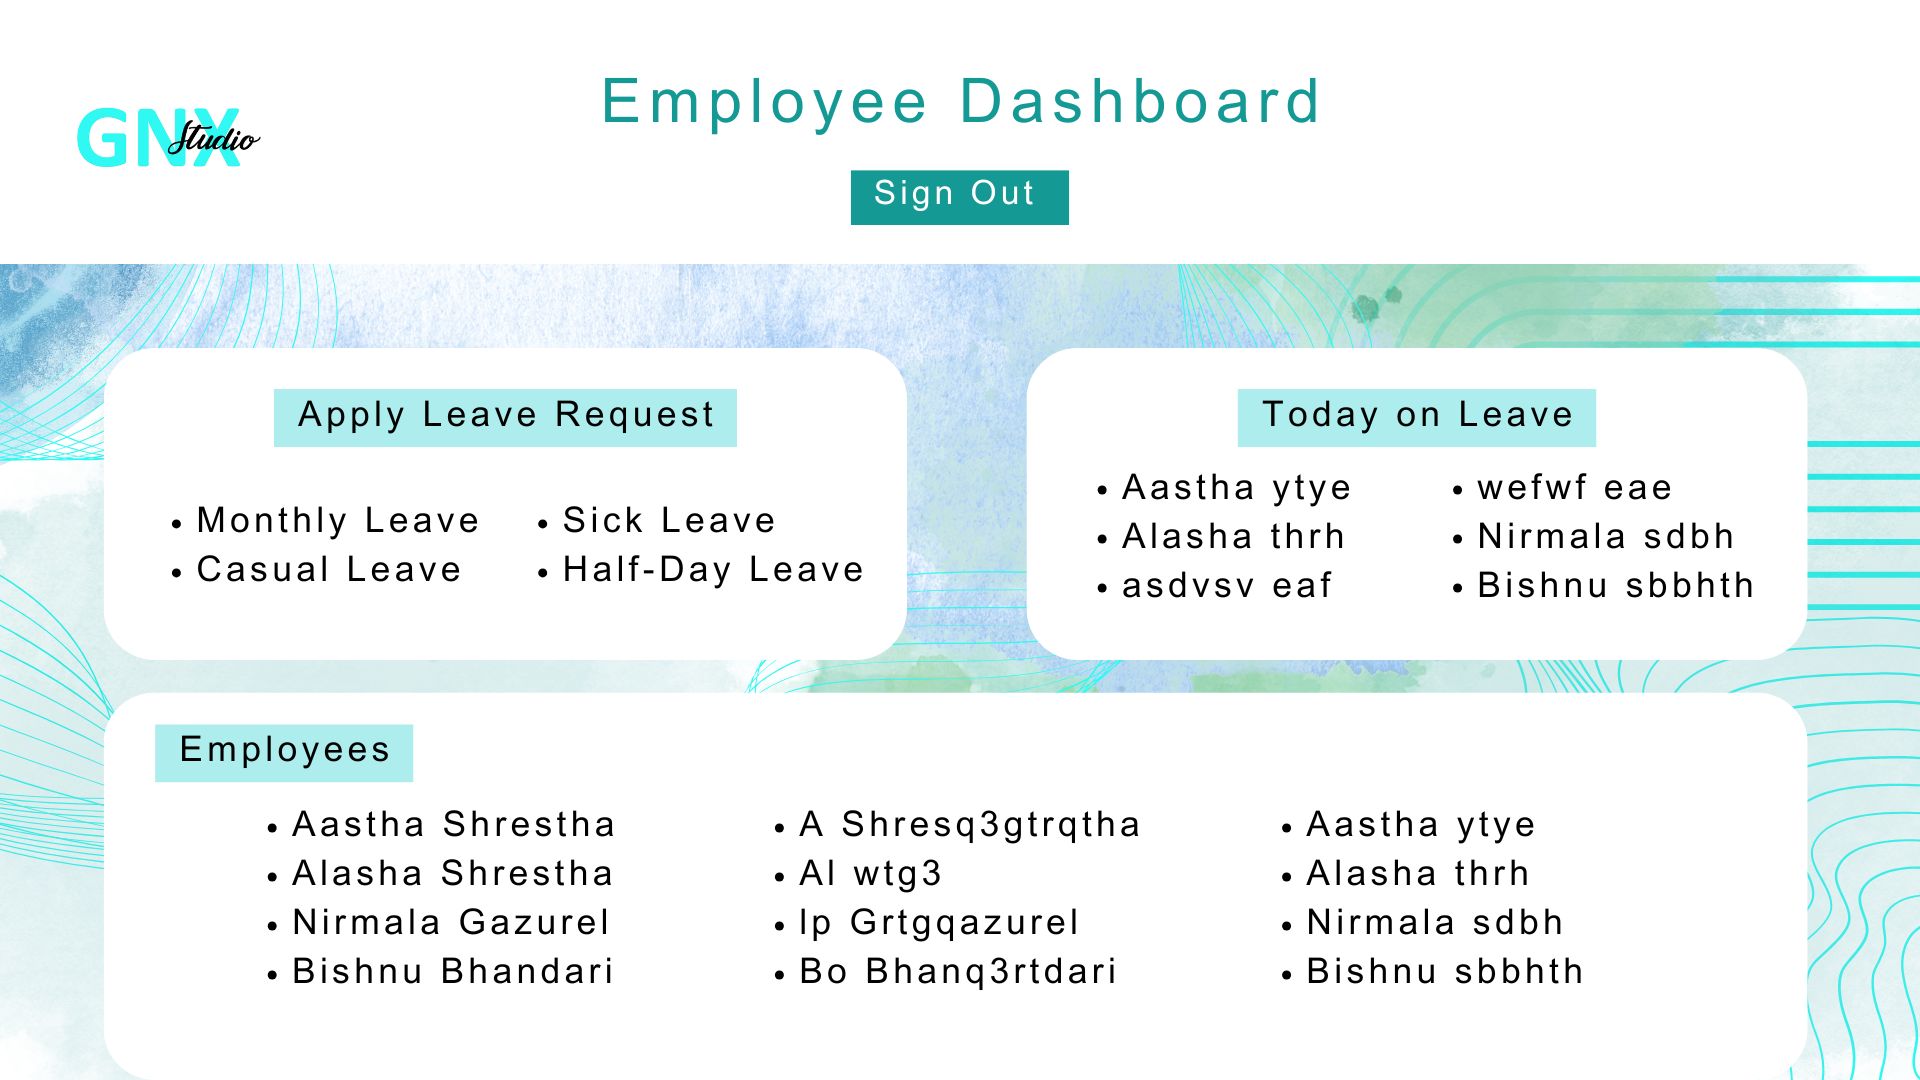 GNX Studio
Employee Dashboard
Sign Out
Apply Leave Request
• Monthly Leave
• Casual Leave
• Sick Leave
• Half-Day Leave
Today on Leave
• Aastha ytye
• Alasha thrh
• asdvsv eaf
• wefwf eae
• Nirmala sdbh
• Bishnu sbbhth
Employees
• Aastha Shrestha
• Alasha Shrestha
• Nirmala Gazurel
• Bishnu Bhandari
• A Shresq3gtrqtha
• Al wtg3
• lp Grtgqazurel
• Bo Bhanq3rtdari
• Aastha ytye
• Alasha thrh
• Nirmala sdbh
• Bishnu sbbhth